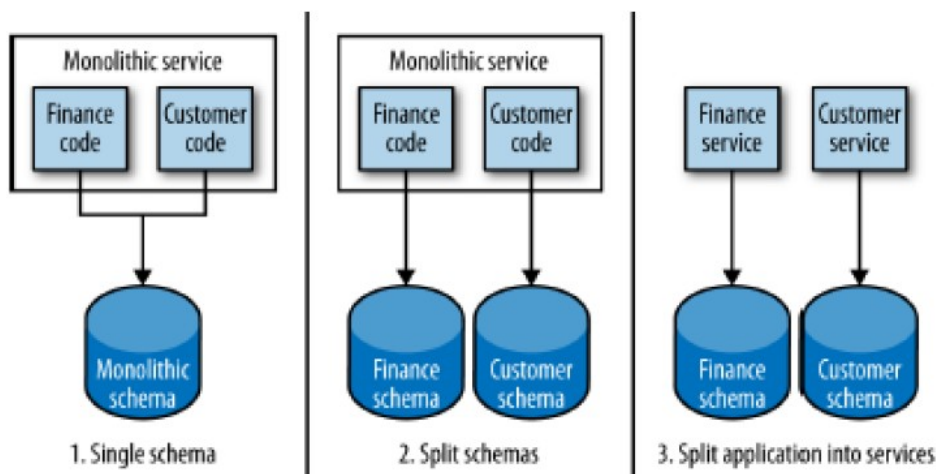 Monolithic service
Finance
code
Customer
code
Monolithic
schema
1. Single schema
Monolithic service
Finance
code
Customer
code
Finance
schema
Customer
schema
2. Split schemas
Finance
service
Customer
service
Finance
schema
Customer
schema
3. Split application into services